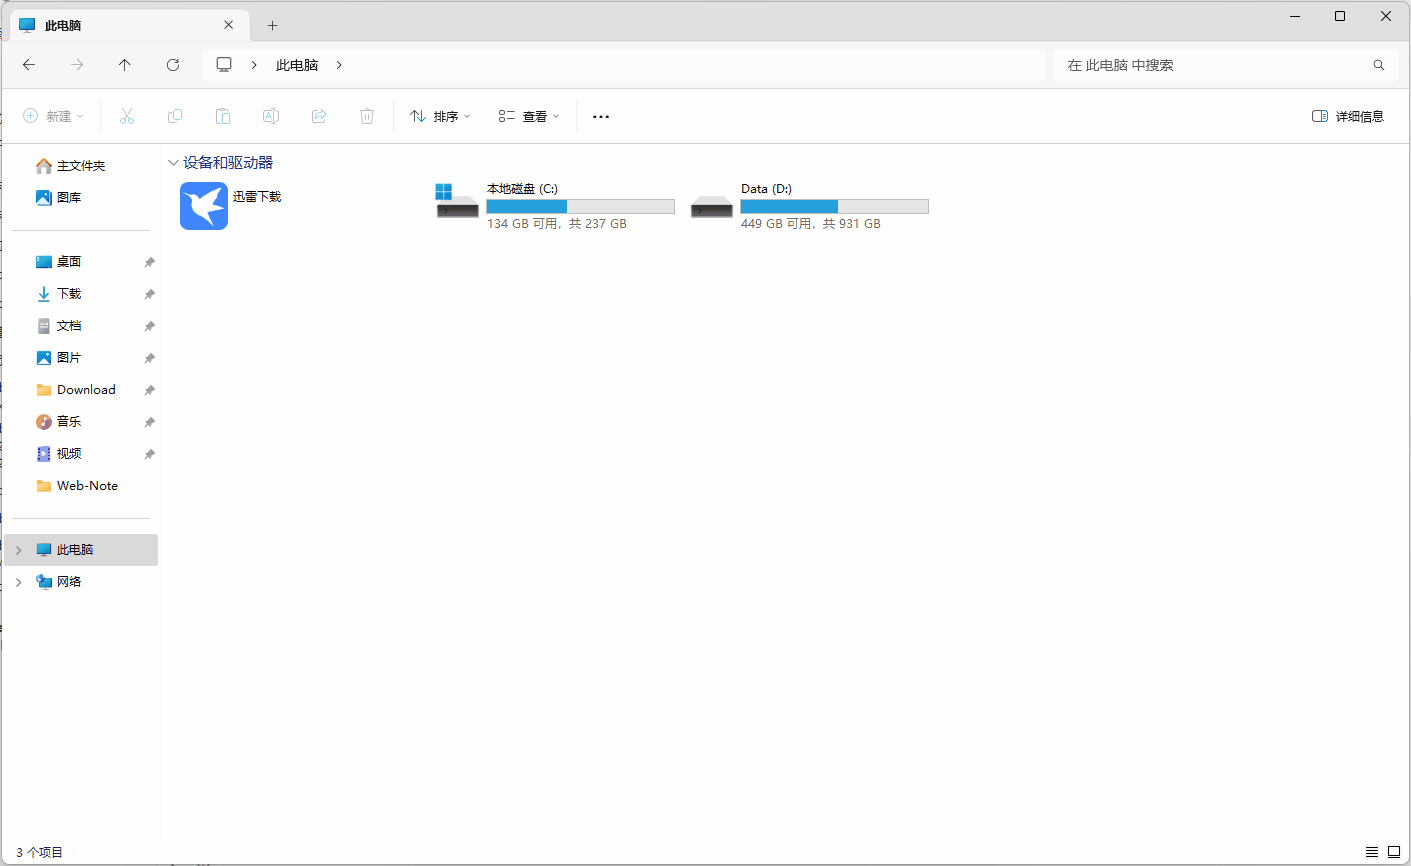 此电脑
此电脑
在 此电脑 中搜索
新建
排序
查看
详细信息
主文件夹
图库
桌面
下载
文档
图片
Download
音乐
视频
Web-Note
此电脑
网络
设备和驱动器
迅雷下载
本地磁盘 (C:)
134 GB 可用，共 237 GB
Data (D:)
449 GB 可用，共 931 GB
3 个项目